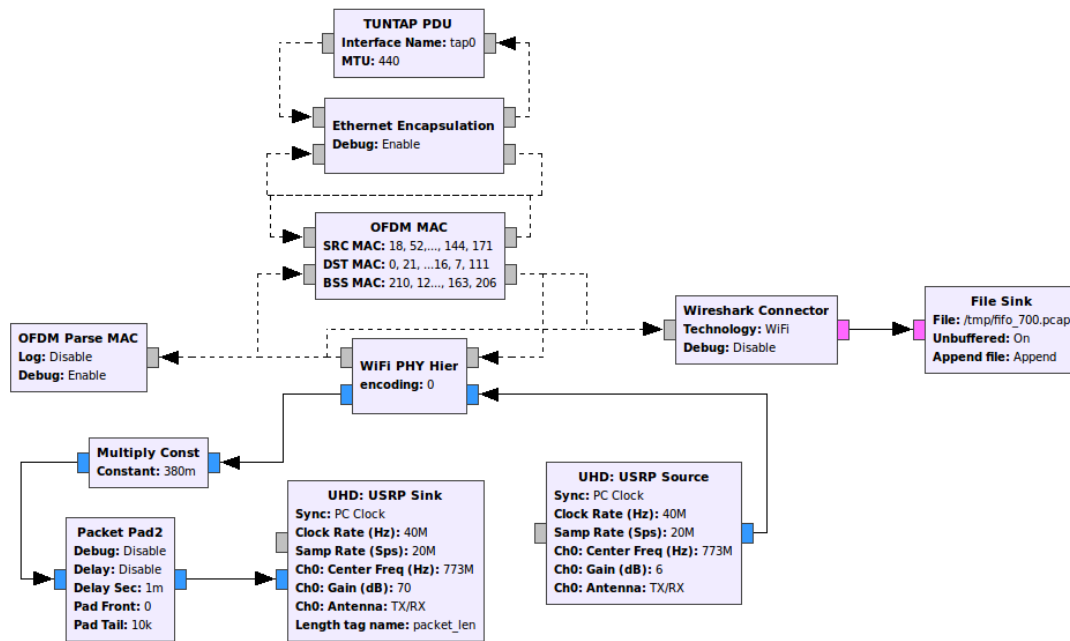 TUNTAP PDU
Interface Name: tap0
MTU: 440
Ethernet Encapsulation
Debug: Enable
OFDM MAC
SRC MAC: 18, 52,..., 144, 171
DST MAC: 0, 21, ...16, 7, 111
BSS MAC: 210, 12..., 163, 206
Wireshark Connector
Technology: WiFi
Debug: Disable
File Sink
File: /tmp/fifo_700.pcap
Unbuffered: On
Append file: Append
OFDM Parse MAC
Log: Disable
Debug: Enable
WiFi PHY Hier
encoding: 0
Multiply Const
Constant: 380m
Packet Pad2
Debug: Disable
Delay: Disable
Delay Sec: 1m
Pad Front: 0
Pad Tail: 10k
UHD: USRP Sink
Sync: PC Clock
Clock Rate (Hz): 40M
Samp Rate (Sps): 20M
Ch0: Center Freq (Hz): 773M
Ch0: Gain (dB): 70
Ch0: Antenna: TX/RX
Length tag name: packet_len
UHD: USRP Source
Sync: PC Clock
Clock Rate (Hz): 40M
Samp Rate (Sps): 20M
Ch0: Center Freq (Hz): 773M
Ch0: Gain (dB): 6
Ch0: Antenna: TX/RX